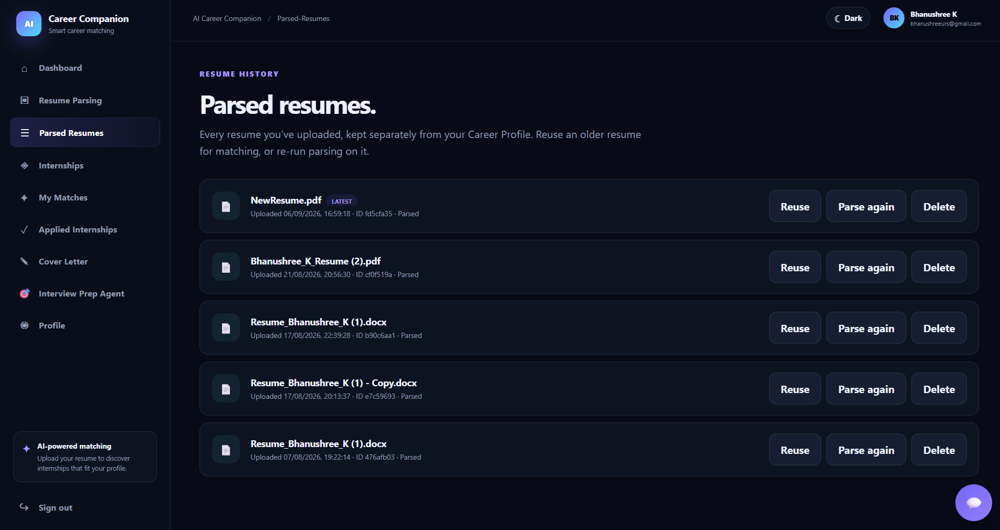 AI
Career Companion
Smart career matching
Dashboard
Resume Parsing
Parsed Resumes
Internships
My Matches
Applied Internships
Cover Letter
Interview Prep Agent
Profile
AI-powered matching
Upload your resume to discover
internships that fit your profile.
Sign out
AI Career Companion / Parsed-Resumes
Dark
BK
Bhanushree K
bhanushreeurs@gmail.com
RESUME HISTORY
Parsed resumes.
Every resume you've uploaded, kept separately from your Career Profile. Reuse an older resume
for matching, or re-run parsing on it.
NewResume.pdf LATEST
Uploaded 06/09/2026, 16:59:18 · ID fd5cfa35 · Parsed
Reuse Parse again Delete
Bhanushree_K_Resume (2).pdf
Uploaded 21/08/2026, 20:56:30 · ID cf0f519a · Parsed
Reuse Parse again Delete
Resume_Bhanushree_K (1).docx
Uploaded 17/08/2026, 22:39:28 · ID b90c6aa1 · Parsed
Reuse Parse again Delete
Resume_Bhanushree_K (1) - Copy.docx
Uploaded 17/08/2026, 20:13:37 · ID e7c59693 · Parsed
Reuse Parse again Delete
Resume_Bhanushree_K (1).docx
Uploaded 07/08/2026, 19:22:14 · ID 476afb03 · Parsed
Reuse Parse again Delete